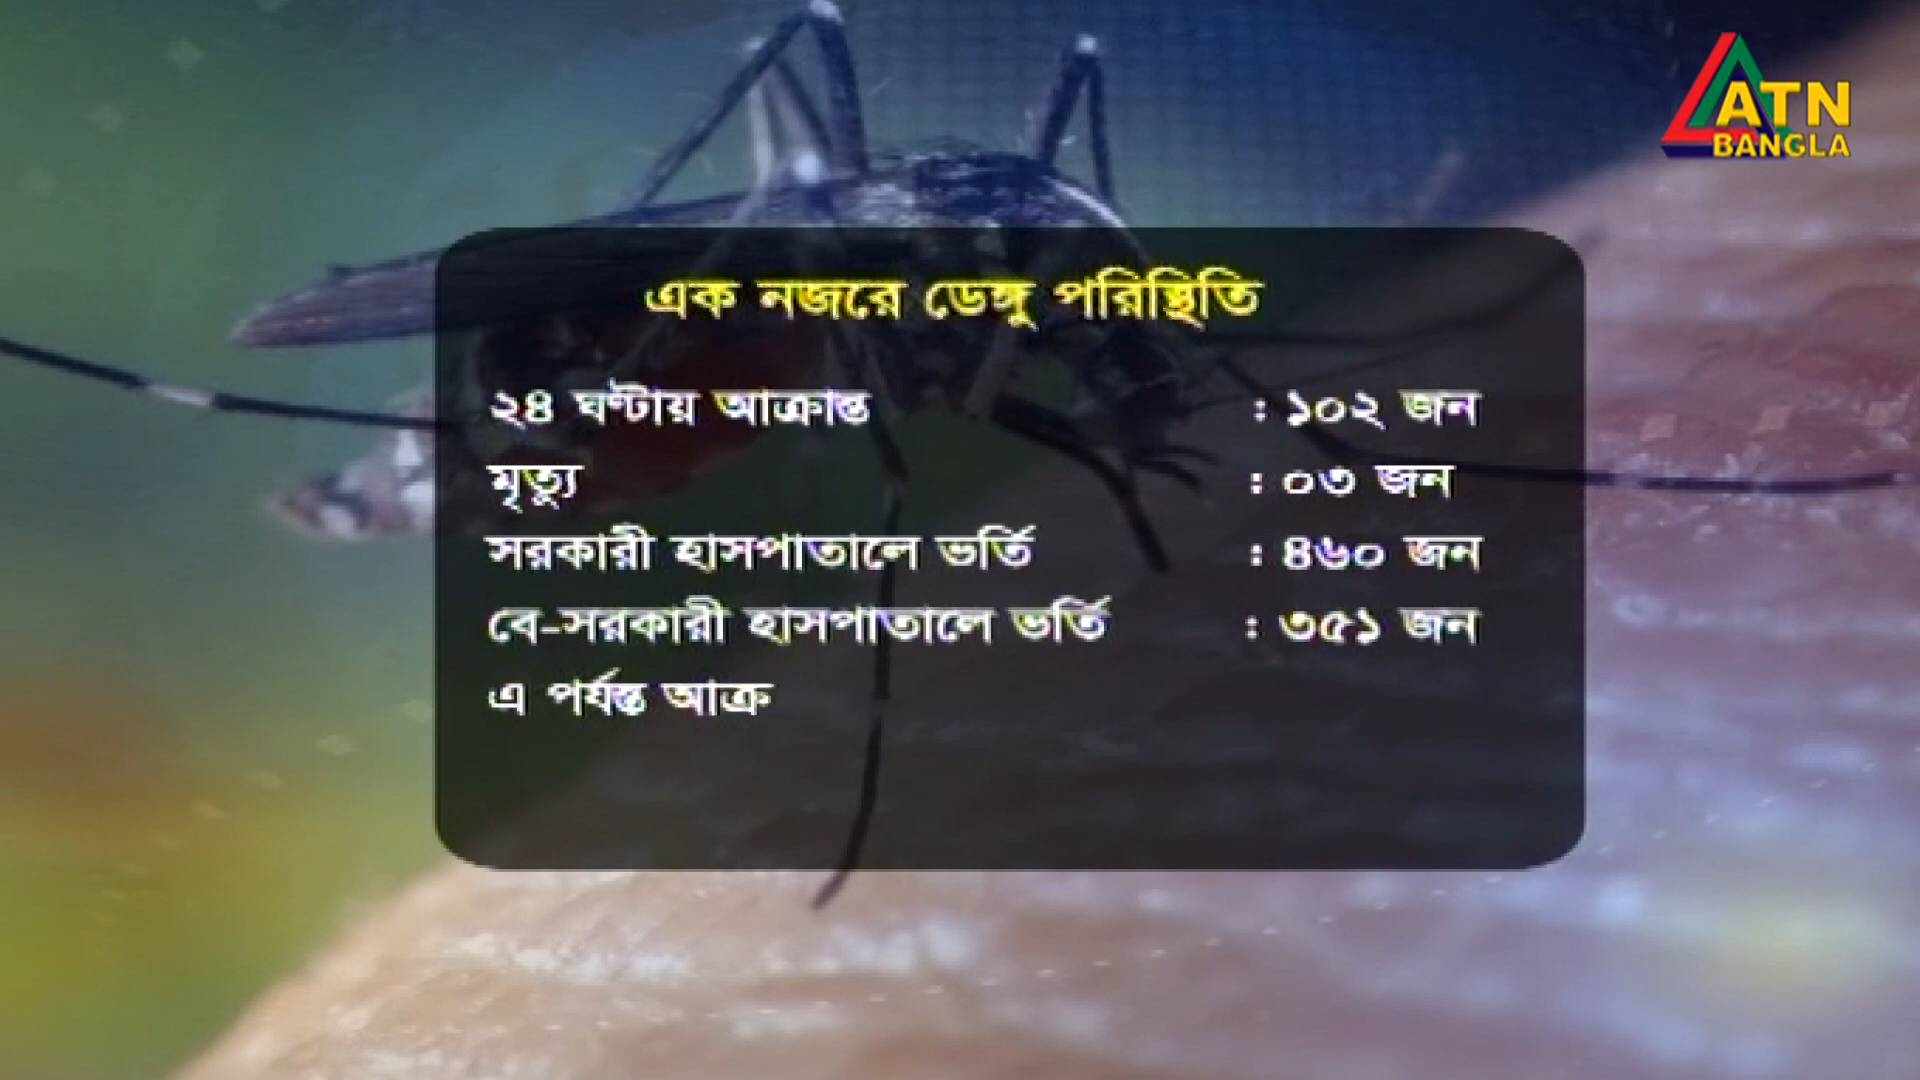 ATN
BANGLA
এক নজরে ডেঙ্গু পরিস্থিতি
২৪ ঘণ্টায় আক্রান্ত : ১০২ জন
মৃত্যু : ০৩ জন
সরকারী হাসপাতালে ভর্তি : ৪৬০ জন
বে-সরকারী হাসপাতালে ভর্তি : ৩৫১ জন
এ পর্যন্ত আক্র